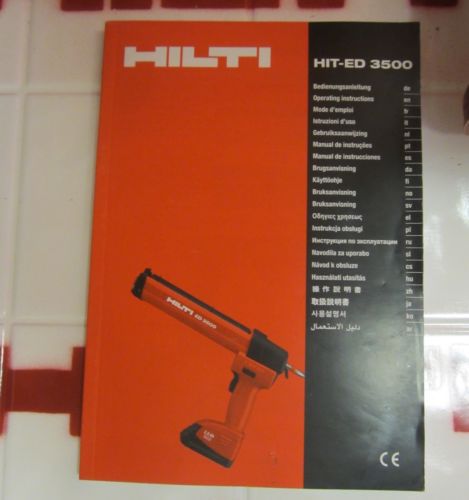 HILTI
HIT-ED 3500
Bedienungsanleitung de
Operating instructions en
Mode d'emploi fr
Istruzioni d'uso it
Gebruiksaanwijzing nl
Manual de instruções pt
Manual de instrucciones es
Brugsanvisning da
Käyttöohje fi
Bruksanvisning no
Bruksanvisning sv
Οδηγιες χρησεως el
Instrukcja obsługi pl
Инструкция по эксплуатации ru
Navodila za uporabo sl
Návod k obsluze cs
Használati utasítás hu
操作説明書 zh
取扱説明書 ja
사용설명서 ko
دليل الاستعمال ar
HILTI ED 3500
CE